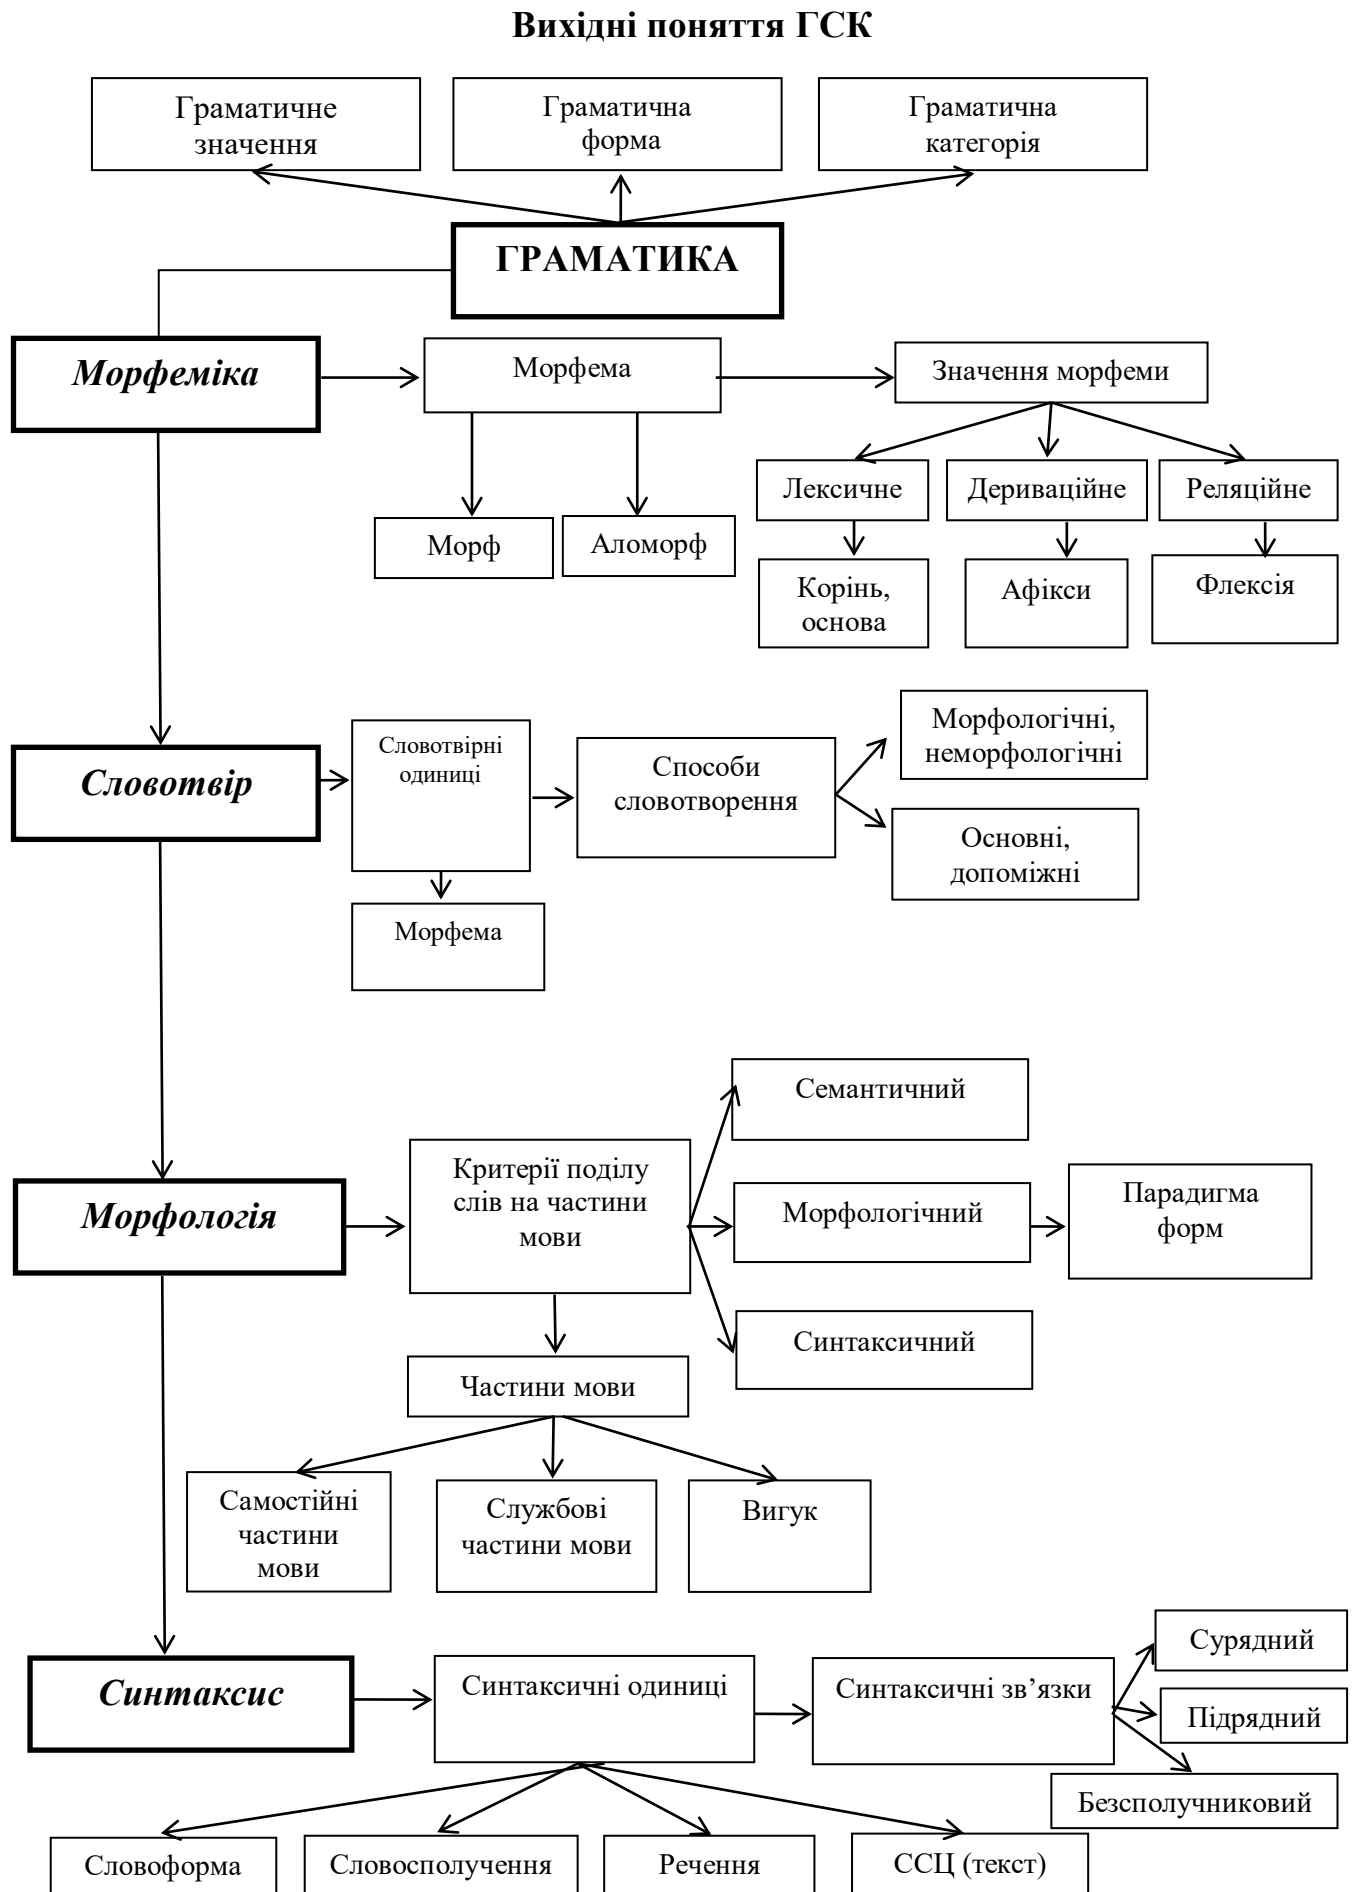 Вихідні поняття ГСК
Граматичне
значення
Граматична
форма
Граматична
категорія
ГРАМАТИКА
Морфеміка
Морфема
Значення морфеми
Лексичне
Дериваційне
Реляційне
Морф
Аломорф
Корінь,
основа
Афікси
Флексія
Словотвір
Словотвірні
одиниці
Способи
словотворення
Морфологічні,
неморфологічні
Основні,
допоміжні
Морфема
Морфологія
Критерії поділу
слів на частини
мови
Семантичний
Морфологічний
Парадигма
форм
Синтаксичний
Частини мови
Самостійні
частини
мови
Службові
частини мови
Вигук
Синтаксис
Синтаксичні одиниці
Синтаксичні зв’язки
Сурядний
Підрядний
Безсполучниковий
Словоформа
Словосполучення
Речення
ССЦ (текст)